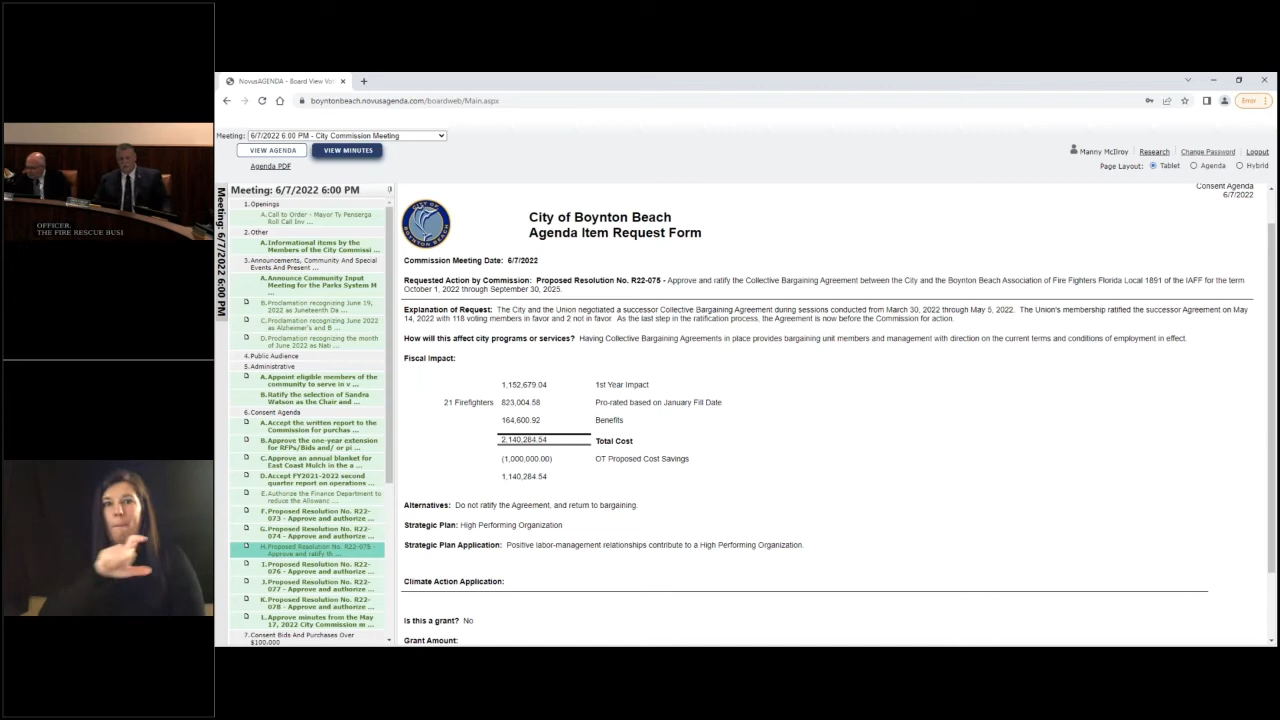 NovusAGENDA - Board View Vo
boyntonbeach.novusagenda.com/boardweb/Main.aspx
Error
Meeting: 6/7/2022 6:00 PM - City Commission Meeting
VIEW AGENDA VIEW MINUTES
Agenda PDF
Manny McIlroy Research Change Password Logout
Page Layout: Tablet Agenda Hybrid
Meeting: 6/7/2022 6:00 PM
Meeting: 6/7/2022 6:00 PM
1.Openings
A.Call to Order - Mayor Ty Penserga
Roll Call Inv ...
2.Other
A.Informational items by the
Members of the City Commissi ...
3.Announcements, Community And Special
Events And Present ...
A.Announce Community Input
Meeting for the Parks System M
...
B.Proclamation recognizing June 19,
2022 as Juneteenth Da ...
C.Proclamation recognizing June 2022
as Alzheimer's and B ...
D.Proclamation recognizing the month
of June 2022 as Nati ...
4.Public Audience
5.Administrative
A.Appoint eligible members of the
community to serve in v ...
B.Ratify the selection of Sandra
Watson as the Chair and ...
6.Consent Agenda
A.Accept the written report to the
Commission for purchas ...
B.Approve the one-year extension
for RFPs/Bids and/ or pi ...
C.Approve an annual blanket for
East Coast Mulch in the a ...
D.Accept FY2021-2022 second
quarter report on operations ...
E.Authorize the Finance Department to
reduce the Allowanc ...
F.Proposed Resolution No. R22-
073 - Approve and authorize ...
G.Proposed Resolution No. R22-
074 - Approve and authorize ...
H.Proposed Resolution No. R22-075 -
Approve and ratify th ...
I.Proposed Resolution No. R22-
076 - Approve and authorize ...
J.Proposed Resolution No. R22-
077 - Approve and authorize ...
K.Proposed Resolution No. R22-
078 - Approve and authorize ...
L.Approve minutes from the May
17, 2022 City Commission m ...
7.Consent Bids And Purchases Over
$100,000
Consent Agenda
6/7/2022
CITY OF BOYNTON BEACH
City of Boynton Beach
Agenda Item Request Form
Commission Meeting Date: 6/7/2022
Requested Action by Commission: Proposed Resolution No. R22-075 - Approve and ratify the Collective Bargaining Agreement between the City and the Boynton Beach Association of Fire Fighters Florida Local 1891 of the IAFF for the term
October 1, 2022 through September 30, 2025.
Explanation of Request: The City and the Union negotiated a successor Collective Bargaining Agreement during sessions conducted from March 30, 2022 through May 5, 2022. The Union's membership ratified the successor Agreement on May
14, 2022 with 118 voting members in favor and 2 not in favor. As the last step in the ratification process, the Agreement is now before the Commission for action.
How will this affect city programs or services? Having Collective Bargaining Agreements in place provides bargaining unit members and management with direction on the current terms and conditions of employment in effect.
Fiscal Impact:
1,152,679.04 1st Year Impact
21 Firefighters 823,004.58 Pro-rated based on January Fill Date
164,600.92 Benefits
2,140,284.54 Total Cost
(1,000,000.00) OT Proposed Cost Savings
1,140,284.54
Alternatives: Do not ratify the Agreement, and return to bargaining.
Strategic Plan: High Performing Organization
Strategic Plan Application: Positive labor-management relationships contribute to a High Performing Organization.
Climate Action Application:
Is this a grant? No
Grant Amount:
OFFICER.
THE FIRE RESCUE BUSI